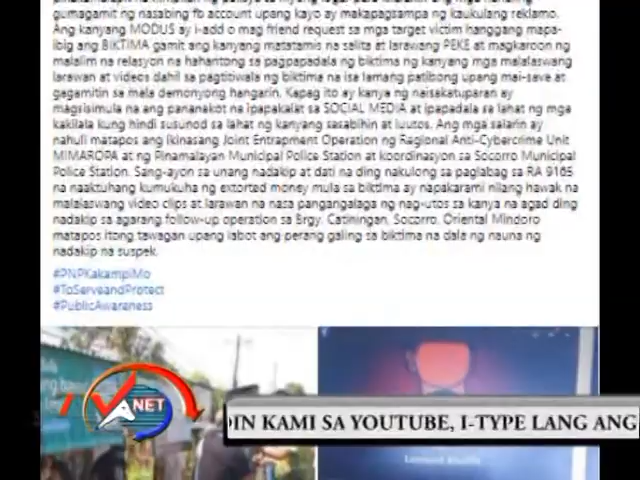 gumagamit ng nasabing fb account upang kayo ay makapagsampa ng kaukulang reklamo.
Ang kanyang MODUS ay i-add o mag friend request sa mga target victim hanggang mapa-
ibig ang BIKTIMA gamit ang kanyang matatamis na salita at larawang PEKE at magkaroon ng
malalim na relasyon na hahantong sa pagpapadala ng biktima ng kanyang mga malalaswang
larawan at videos dahil sa pagtitiwala ng biktima na isa lamang patibong upang mai-save at
gagamitin sa mala demonyong hangarin. Kapag ito ay kanya ng naisakatuparan ay
magsisimula na ang pananakot na ipapakalat sa SOCIAL MEDIA at ipapadala sa lahat ng mga
kakilala kung hindi susunod sa lahat ng kanyang sasabihin at iuutos. Ang mga salarin ay
nahuli matapos ang ikinasang Joint Entrapment Operation ng Regional Anti-Cybercrime Unit
MIMAROPA at ng Pinamalayan Municipal Police Station at koordinasyon sa Socorro Municipal
Police Station. Sang-ayon sa unang nadakip at dati na ding nakulong sa paglabag sa RA 9165
na naaktuhang kumukuha ng extorted money mula sa biktima ay napakarami nilang hawak na
malalaswang video clips at larawan na nasa pangangalaga ng nag-utos sa kanya na agad ding
nadakip sa agarang follow-up operation sa Brgy. Catiningan, Socorro, Oriental Mindoro
matapos itong tawagan upang iabot ang perang galing sa biktima na dala ng nauna ng
nadakip na suspek.
#PNPKakampiMo
#ToServeandProtect
#PublicAwareness
NET
OIN KAMI SA YOUTUBE, I-TYPE LANG ANG